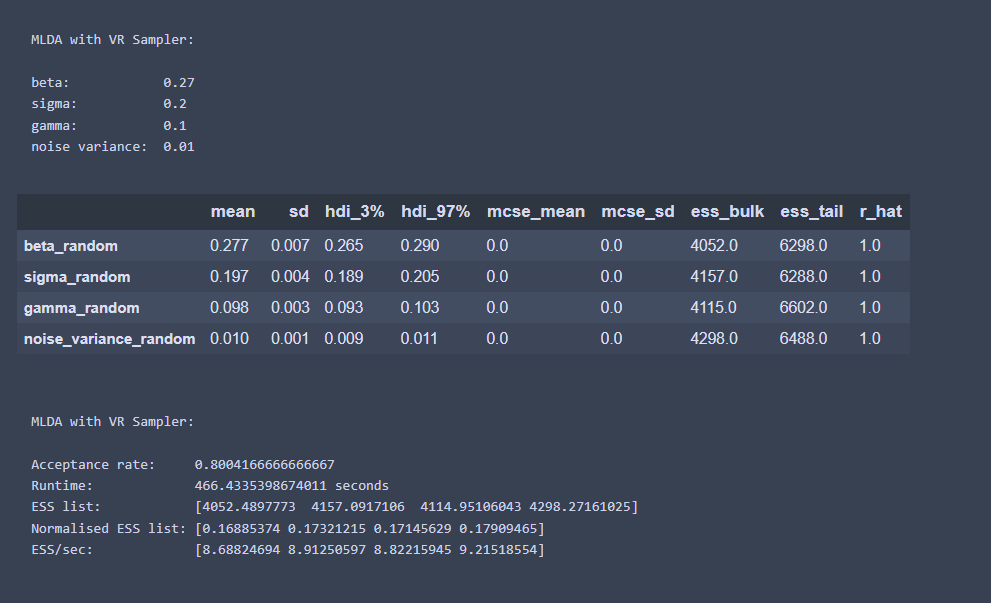 MLDA with VR Sampler:
beta: 0.27
sigma: 0.2
gamma: 0.1
noise variance: 0.01
mean sd hdi_3% hdi_97% mcse_mean mcse_sd ess_bulk ess_tail r_hat
beta_random 0.277 0.007 0.265 0.290 0.0 0.0 4052.0 6298.0 1.0
sigma_random 0.197 0.004 0.189 0.205 0.0 0.0 4157.0 6288.0 1.0
gamma_random 0.098 0.003 0.093 0.103 0.0 0.0 4115.0 6602.0 1.0
noise_variance_random 0.010 0.001 0.009 0.011 0.0 0.0 4298.0 6488.0 1.0
MLDA with VR Sampler:
Acceptance rate: 0.8004166666666667
Runtime: 466.4335398674011 seconds
ESS list: [4052.4897773 4157.0917106 4114.95106043 4298.27161025]
Normalised ESS list: [0.16885374 0.17321215 0.17145629 0.17909465]
ESS/sec: [8.68824694 8.91250597 8.82215945 9.21518554]